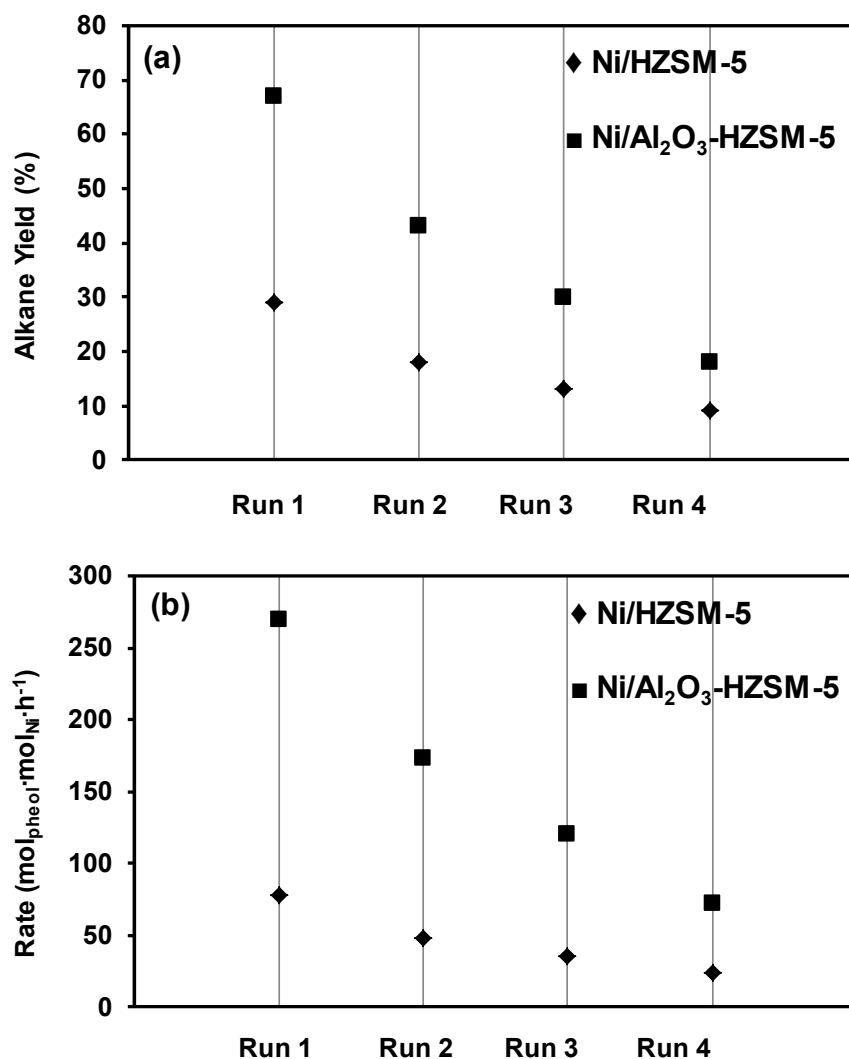 80
70
60
50
40
30
20
10
0
Alkane Yield (%)
(a)
Ni/HZSM-5
Ni/Al₂O₃-HZSM-5
Run 1 Run 2 Run 3 Run 4
300
250
200
150
100
50
0
Rate (mol_pheol·mol_Ni·h⁻¹)
(b)
Ni/HZSM-5
Ni/Al₂O₃-HZSM-5
Run 1 Run 2 Run 3 Run 4